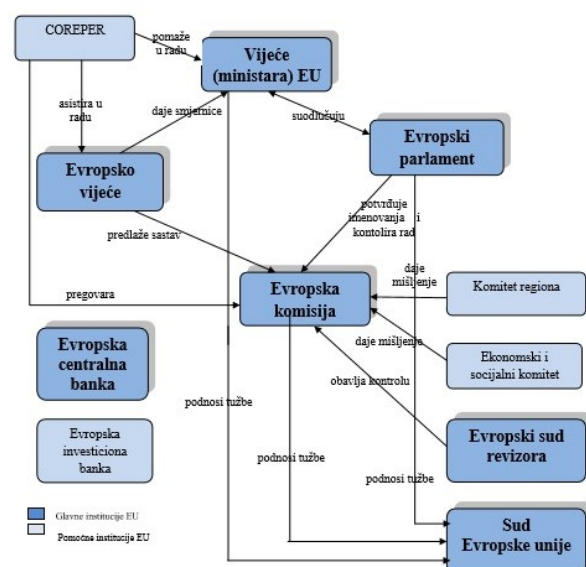 COREPER
pomaže
u radu
Vijeće
(ministara) EU
asistira u
radu
daje smjernice
suodlučuju
Evropski
parlament
Evropsko
vijeće
potvrđuje
imenovanja i
kontolira rad
predlaže sastav
daje
mišljenje
Komitet regiona
pregovara
Evropska
komisija
Evropska
centralna
banka
daje mišljenje
Ekonomski i
socijalni komitet
obavlja kontrolu
podnosi tužbe
Evropska
investiciona
banka
Evropski sud
revizora
podnosi tužbe
podnosi tužbe
Glavne institucije EU
Pomoćne institucije EU
Sud
Evropske unije